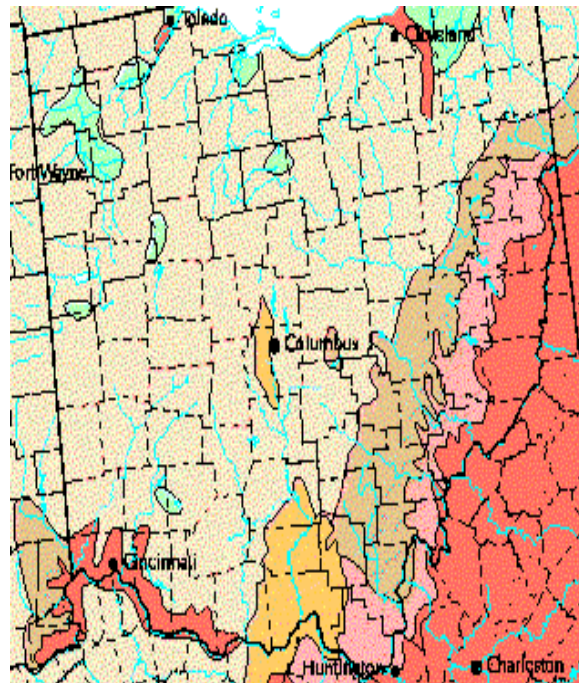 Toledo
Cleveland
Fort Wayne
Columbus
Cincinnati
Huntington
Charleston